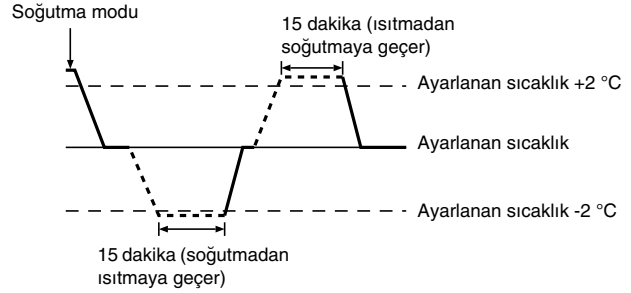 Soğutma modu
15 dakika (ısıtmadan
soğutmaya geçer)
Ayarlanan sıcaklık +2 °C
Ayarlanan sıcaklık
Ayarlanan sıcaklık -2 °C
15 dakika (soğutmadan
ısıtmaya geçer)